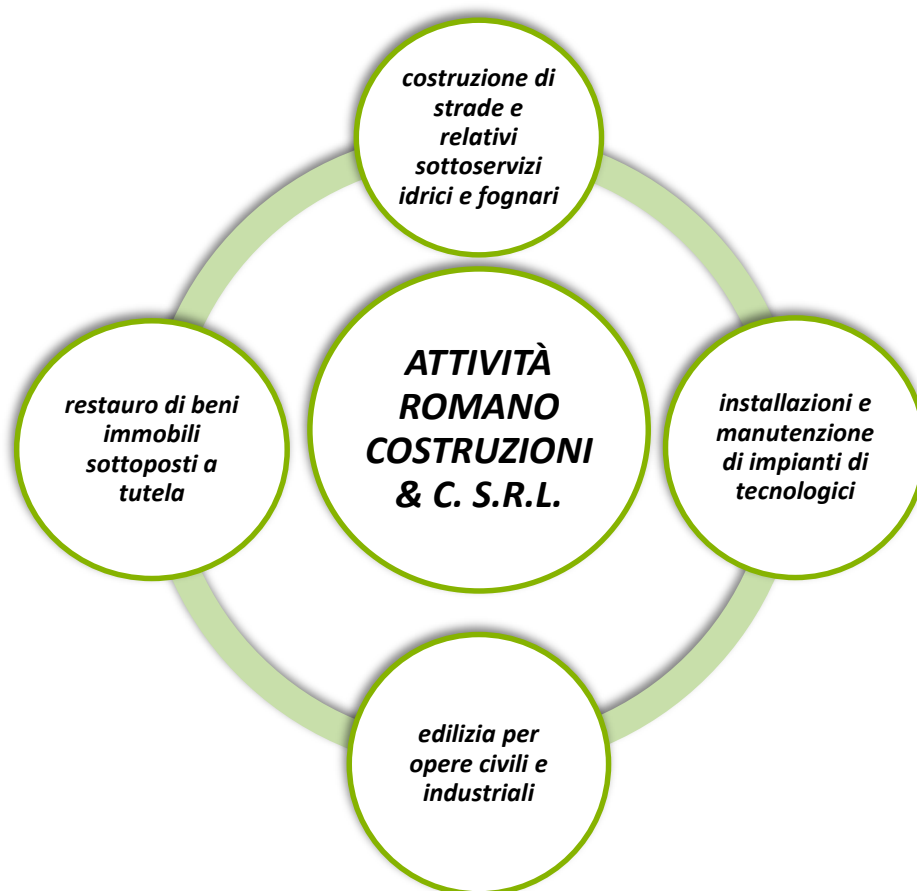 costruzione di
strade e
relativi
sottoservizi
idrici e fognari
ATTIVITÀ
ROMANO
COSTRUZIONI
& C. S.R.L.
restauro di beni
immobili
sottoposti a
tutela
installazioni e
manutenzione
di impianti di
tecnologici
edilizia per
opere civili e
industriali